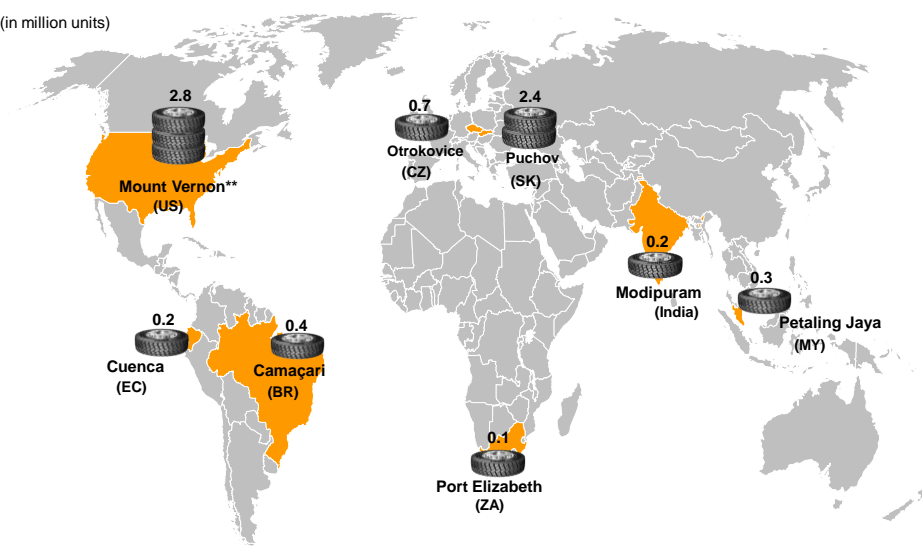 (in million units)
2.8
Mount Vernon**
(US)
0.7
Otrokovice
(CZ)
2.4
Puchov
(SK)
0.2
Modipuram
(India)
0.3
Petaling Jaya
(MY)
0.2
Cuenca
(EC)
0.4
Camaçari
(BR)
0.1
Port Elizabeth
(ZA)